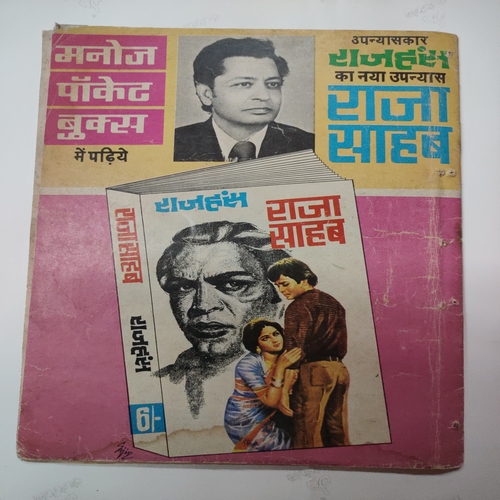 मनोज
पॉकेट
बुक्स
में पढ़िये
उपन्यासकार
राजहंस
का नया उपन्यास
राजा
साहब
राजहंस
राजा
साहब
राजा साहब
राजहंस
6/-